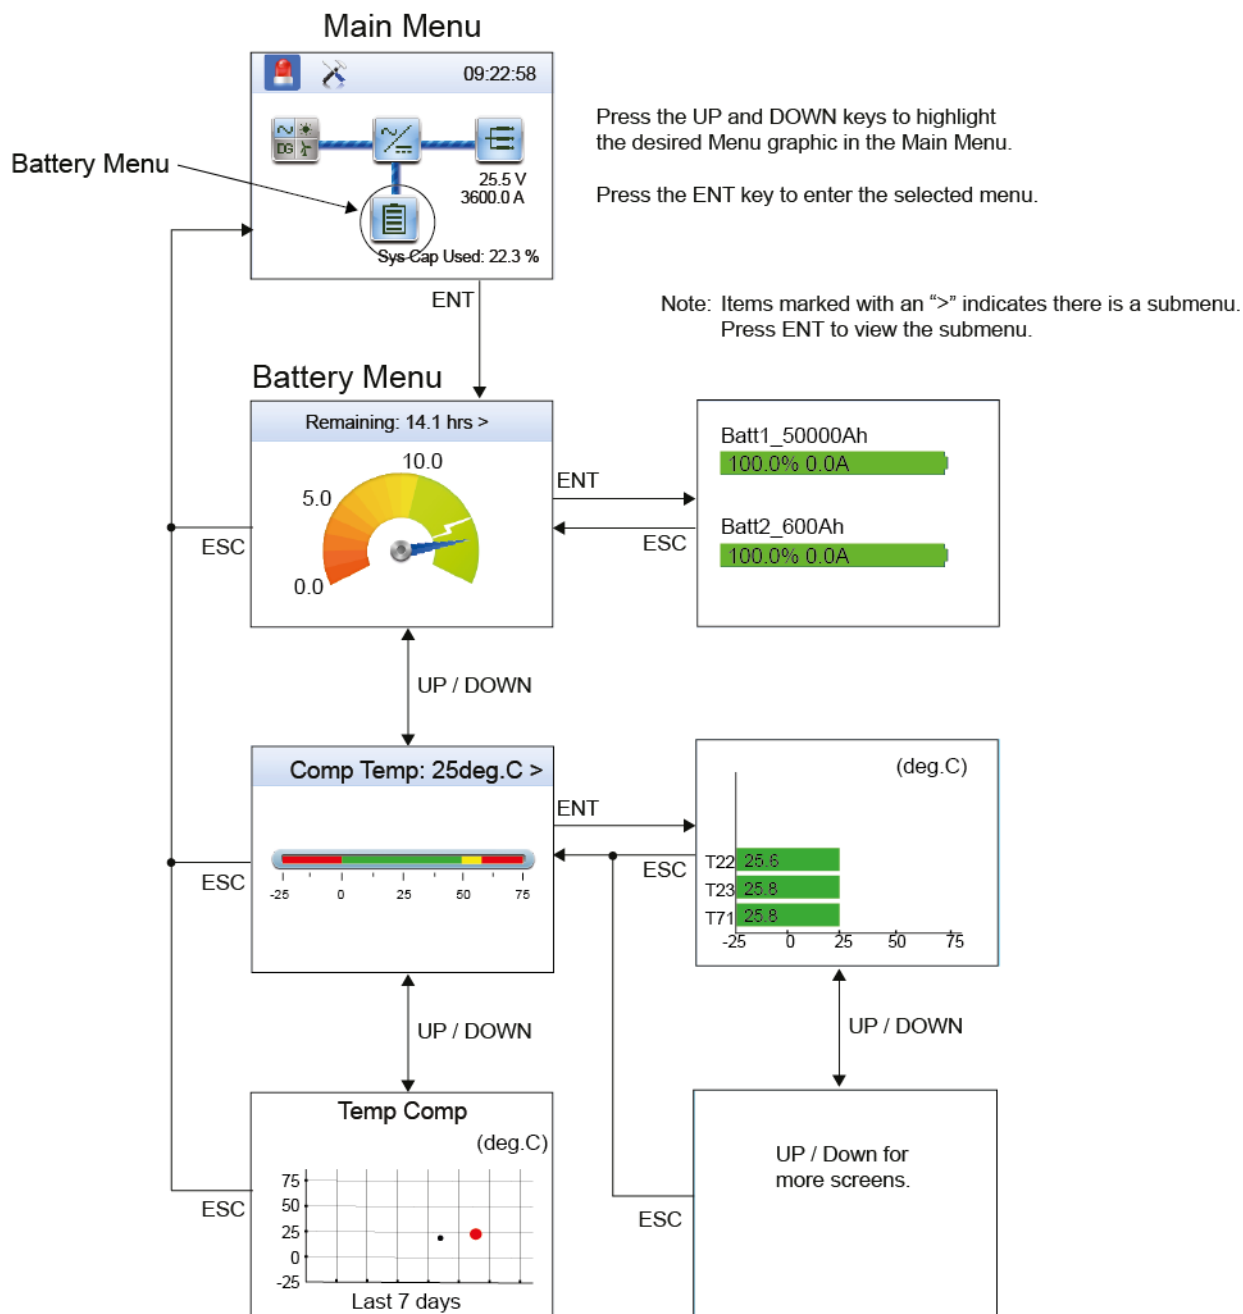 Main Menu
09:22:58
DG
25.5 V
3600.0 A
Sys Cap Used: 22.3 %
Battery Menu
Press the UP and DOWN keys to highlight
the desired Menu graphic in the Main Menu.
Press the ENT key to enter the selected menu.
ENT
Note: Items marked with an “>” indicates there is a submenu.
Press ENT to view the submenu.
Battery Menu
Remaining: 14.1 hrs >
10.0
5.0
0.0
ENT
ESC
ESC
Batt1_50000Ah
100.0% 0.0A
Batt2_600Ah
100.0% 0.0A
UP / DOWN
Comp Temp: 25deg.C >
-25 0 25 50 75
ENT
ESC
ESC
(deg.C)
T22 25.6
T23 25.8
T71 25.8
-25 0 25 50 75
UP / DOWN
UP / DOWN
Temp Comp
(deg.C)
75
50
25
0
-25
Last 7 days
ESC
UP / Down for
more screens.
ESC